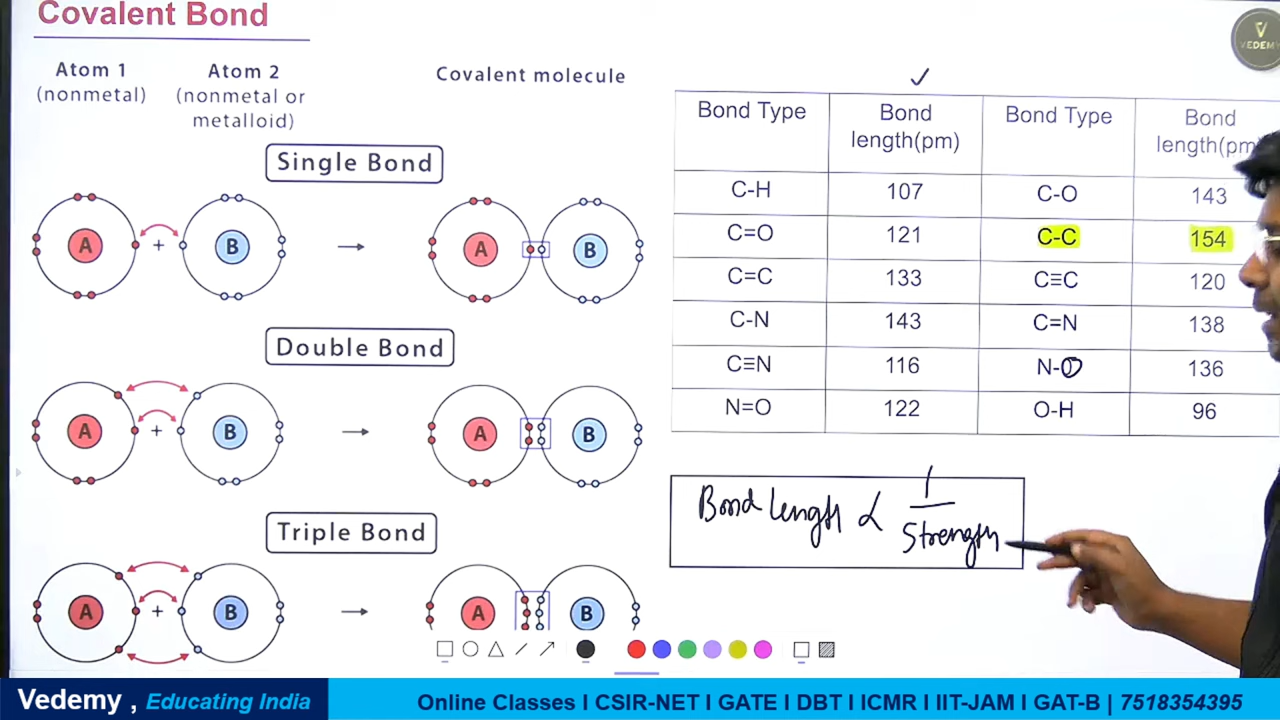 Covalent Bond
Atom 1
(nonmetal)
Atom 2
(nonmetal or
metalloid)
Covalent molecule
Single Bond
A + B A B
Double Bond
A + B A B
Triple Bond
A + B A B
VEDEMY
Bond Type Bond length(pm) Bond Type Bond length(pm)
C-H 107 C-O 143
C=O 121 C-C 154
C=C 133 C≡C 120
C-N 143 C=N 138
C≡N 116 N-O 136
N=O 122 O-H 96
Bond length ∝ 1
Strength
Vedemy , Educating India
Online Classes I CSIR-NET I GATE I DBT I ICMR I IIT-JAM I GAT-B | 7518354395